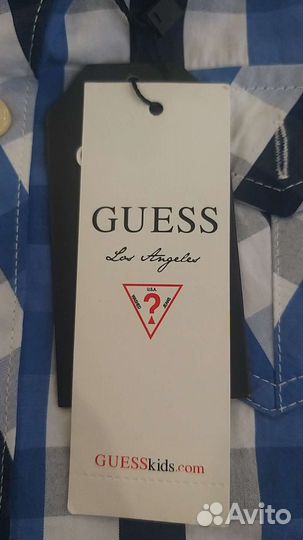 GUESS
Los Angeles
U.S.A.
?
GUESSkids.com
Avito